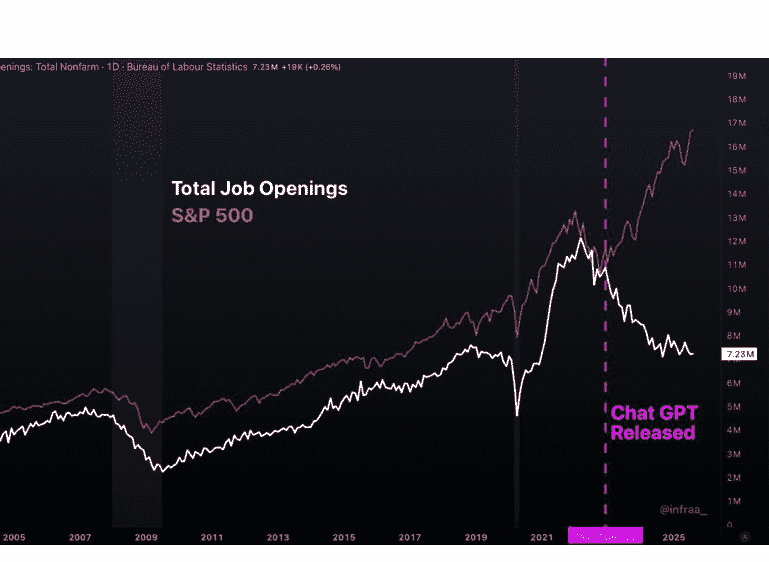 enings: Total Nonfarm · 1D · Bureau of Labour Statistics 7.23M +19K (+0.26%)
19M
18M
17M
Total Job Openings
S&P 500
16M
15M
14M
13M
12M
11M
10M
9M
8M
7.23M
6M
5M
Chat GPT
Released
4M
3M
2M
1M
@infraa_
0
2005 2007 2009 2011 2013 2015 2017 2019 2021 2025
A